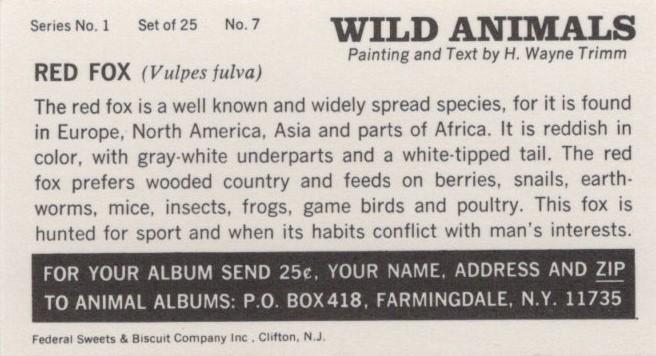 Series No. 1 Set of 25 No. 7
WILD ANIMALS
Painting and Text by H. Wayne Trimm
RED FOX (Vulpes fulva)
The red fox is a well known and widely spread species, for it is found
in Europe, North America, Asia and parts of Africa. It is reddish in
color, with gray-white underparts and a white-tipped tail. The red
fox prefers wooded country and feeds on berries, snails, earth-
worms, mice, insects, frogs, game birds and poultry. This fox is
hunted for sport and when its habits conflict with man's interests.
FOR YOUR ALBUM SEND 25¢, YOUR NAME, ADDRESS AND ZIP
TO ANIMAL ALBUMS: P.O. BOX 418, FARMINGDALE, N.Y. 11735
Federal Sweets & Biscuit Company Inc., Clifton, N.J.